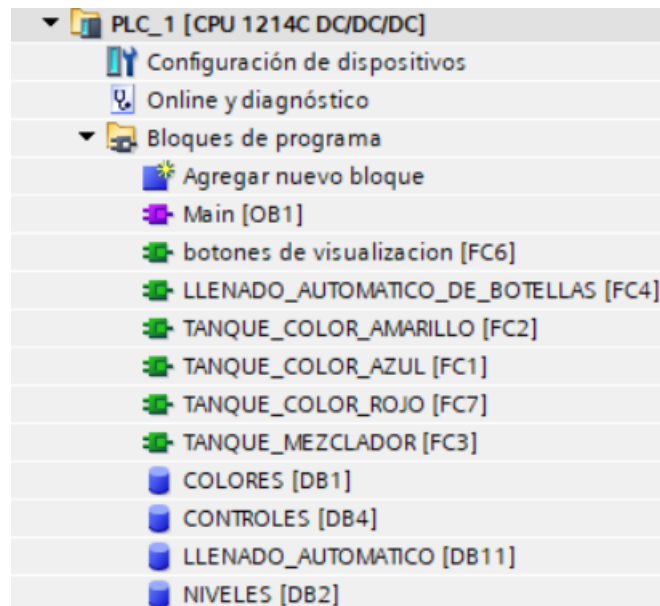 PLC_1 [CPU 1214C DC/DC/DC]
Configuración de dispositivos
Online y diagnóstico
Bloques de programa
Agregar nuevo bloque
Main [OB1]
botones de visualizacion [FC6]
LLENADO_AUTOMATICO_DE_BOTELLAS [FC4]
TANQUE_COLOR_AMARILLO [FC2]
TANQUE_COLOR_AZUL [FC1]
TANQUE_COLOR_ROJO [FC7]
TANQUE_MEZCLADOR [FC3]
COLORES [DB1]
CONTROLES [DB4]
LLENADO_AUTOMATICO [DB11]
NIVELES [DB2]